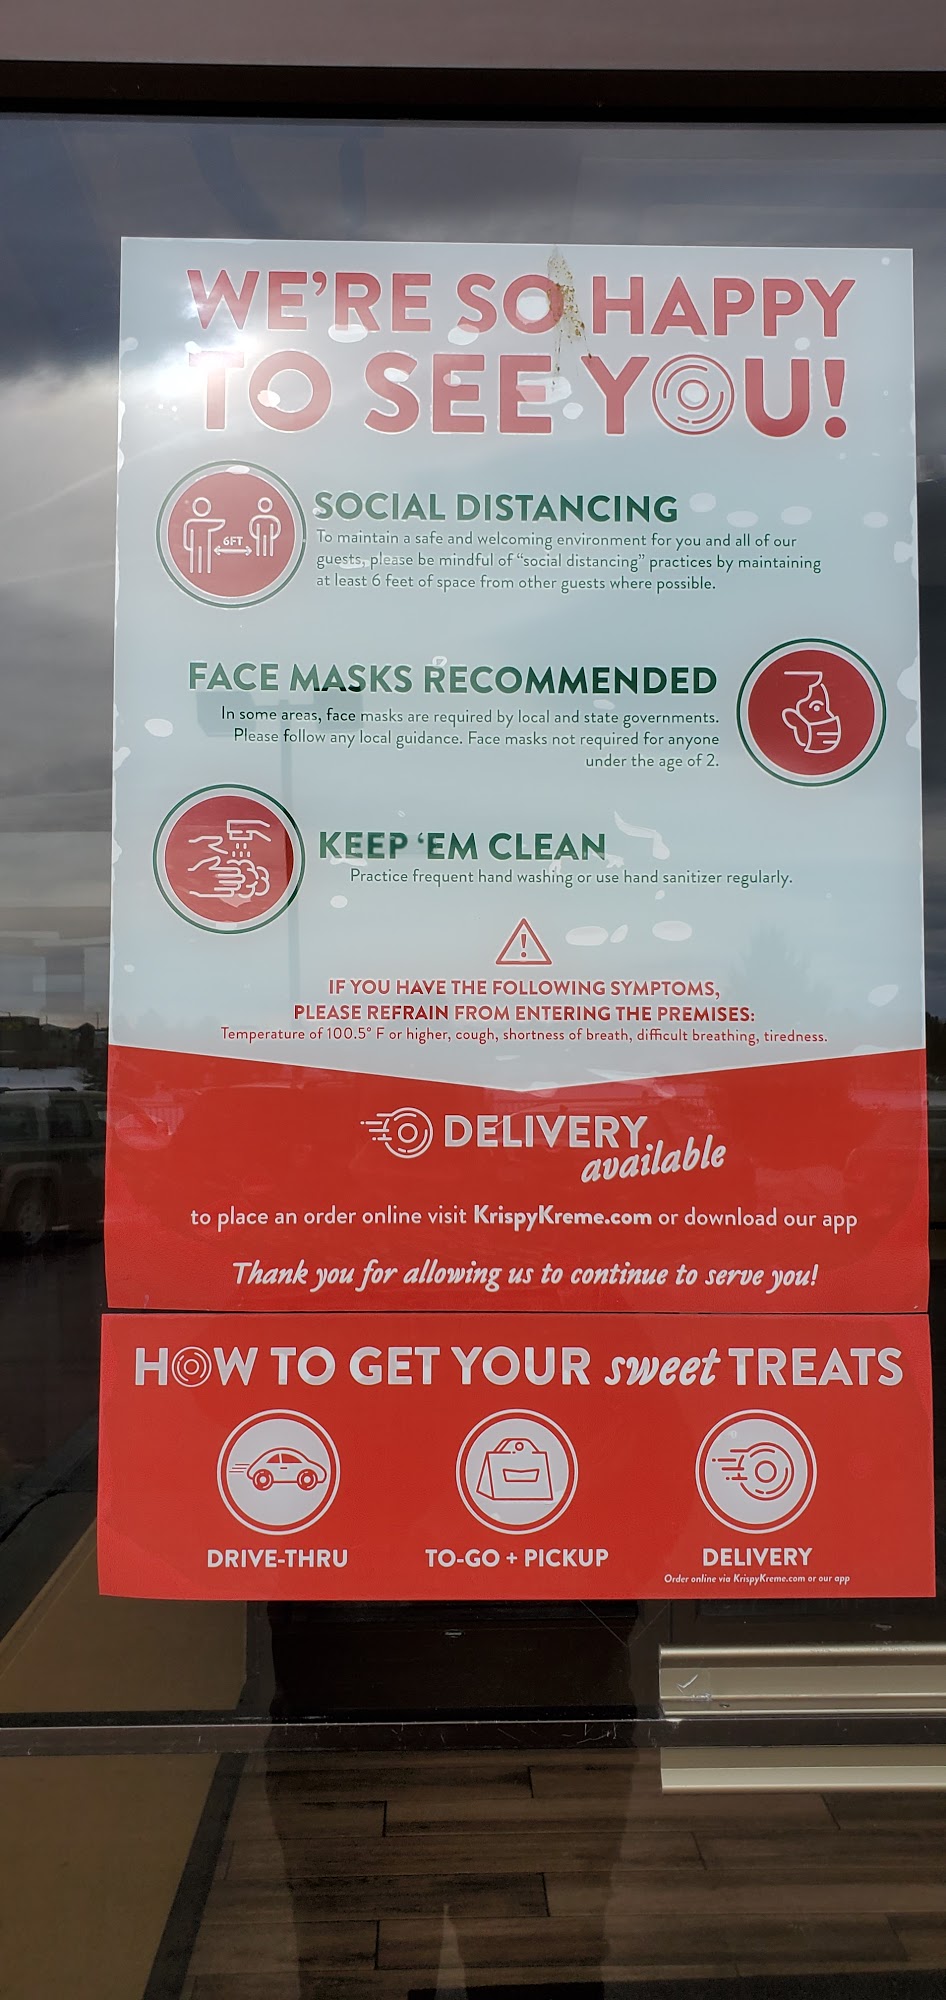 WE'RE SO HAPPY
TO SEE YOU!
SOCIAL DISTANCING
6FT
To maintain a safe and welcoming environment for you and all of our
guests, please be mindful of "social distancing" practices by maintaining
at least 6 feet of space from other guests where possible.
FACE MASKS RECOMMENDED
In some areas, face masks are required by local and state governments.
Please follow any local guidance. Face masks not required for anyone
under the age of 2.
KEEP 'EM CLEAN
Practice frequent hand washing or use hand sanitizer regularly.
!
IF YOU HAVE THE FOLLOWING SYMPTOMS,
PLEASE REFRAIN FROM ENTERING THE PREMISES:
Temperature of 100.5° F or higher, cough, shortness of breath, difficult breathing, tiredness.
DELIVERY
available
to place an order online visit KrispyKreme.com or download our app
Thank you for allowing us to continue to serve you!
HOW TO GET YOUR sweet TREATS
DRIVE-THRU
TO-GO + PICKUP
DELIVERY
Order online via KrispyKreme.com or our app